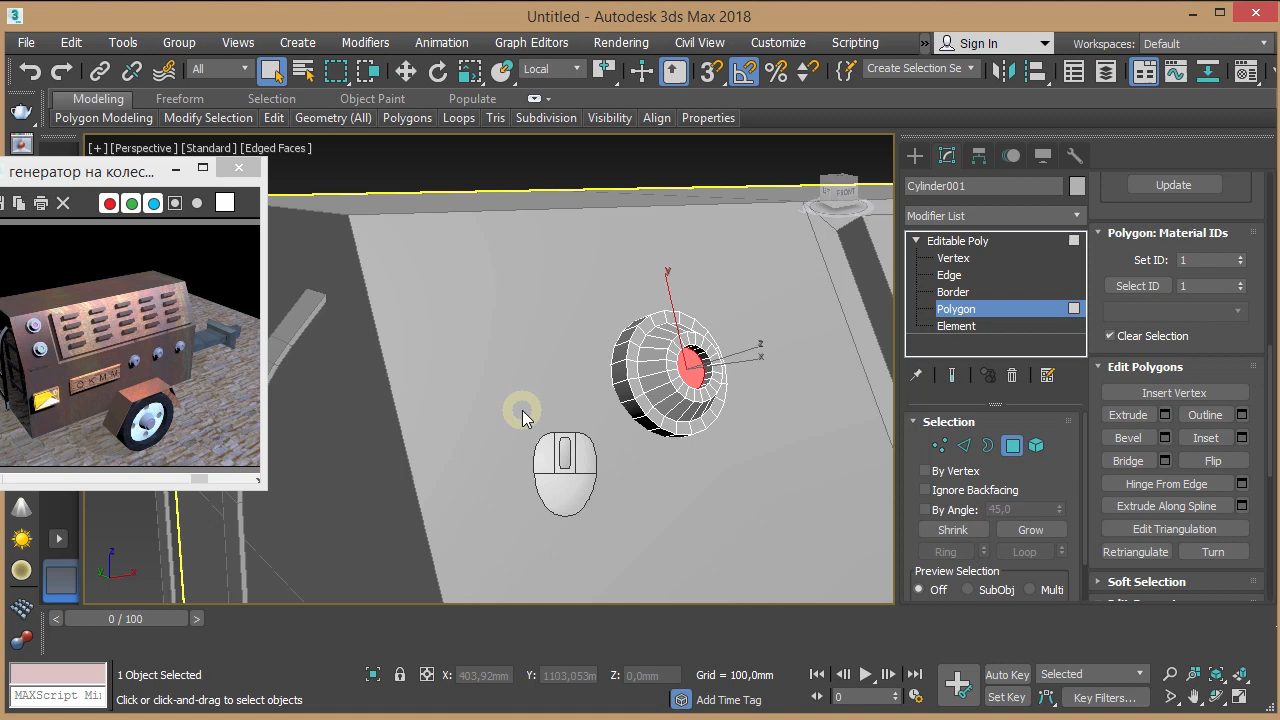 Untitled - Autodesk 3ds Max 2018
File Edit Tools Group Views Create Modifiers Animation Graph Editors Rendering Civil View Customize Scripting » Sign In Workspaces: Default
All Local Create Selection Se
Modeling Freeform Selection Object Paint Populate
Polygon Modeling Modify Selection Edit Geometry (All) Polygons Loops Tris Subdivision Visibility Align Properties
[+] [Perspective] [Standard] [Edged Faces]
генератор на колес...
FRONT
y
z
x
z
y
x
Cylinder001
Modifier List
Editable Poly
Vertex
Edge
Border
Polygon
Element
Selection
By Vertex
Ignore Backfacing
By Angle: 45,0
Shrink Grow
Ring Loop
Preview Selection
Off SubObj Multi
Update
Polygon: Material IDs
Set ID: 1
Select ID 1
Clear Selection
Edit Polygons
Insert Vertex
Extrude Outline
Bevel Inset
Bridge Flip
Hinge From Edge
Extrude Along Spline
Edit Triangulation
Retriangulate Turn
Soft Selection
< 0 / 100 >
1 Object Selected X: 403,92mm Y: 1103,053m Z: 0,0mm Grid = 100,0mm Auto Key Selected
MAXScript Mi Click or click-and-drag to select objects Add Time Tag 0 Set Key Key Filters...